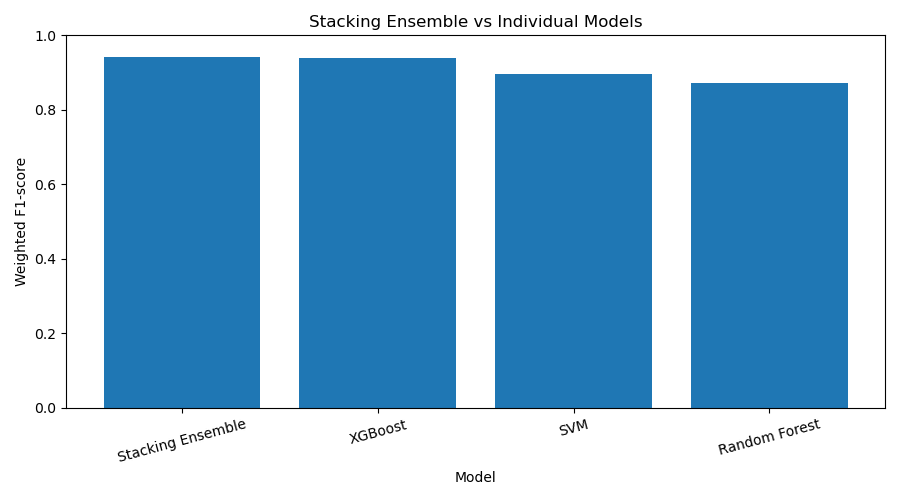 Stacking Ensemble vs Individual Models
Weighted F1-score
1.0
0.8
0.6
0.4
0.2
0.0
Stacking Ensemble
XGBoost
SVM
Random Forest
Model